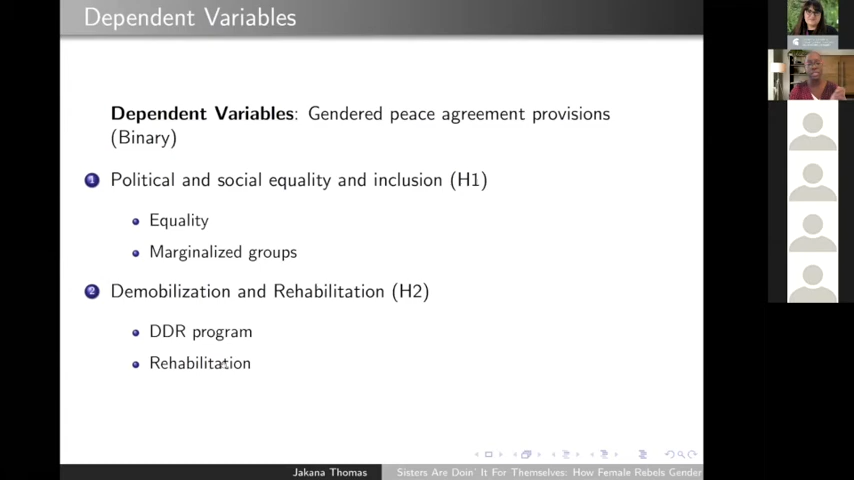 Dependent Variables
Dependent Variables: Gendered peace agreement provisions
(Binary)
1 Political and social equality and inclusion (H1)
Equality
Marginalized groups
2 Demobilization and Rehabilitation (H2)
DDR program
Rehabilitation
Jakana Thomas
Sisters Are Doin' It For Themselves: How Female Rebels Gender